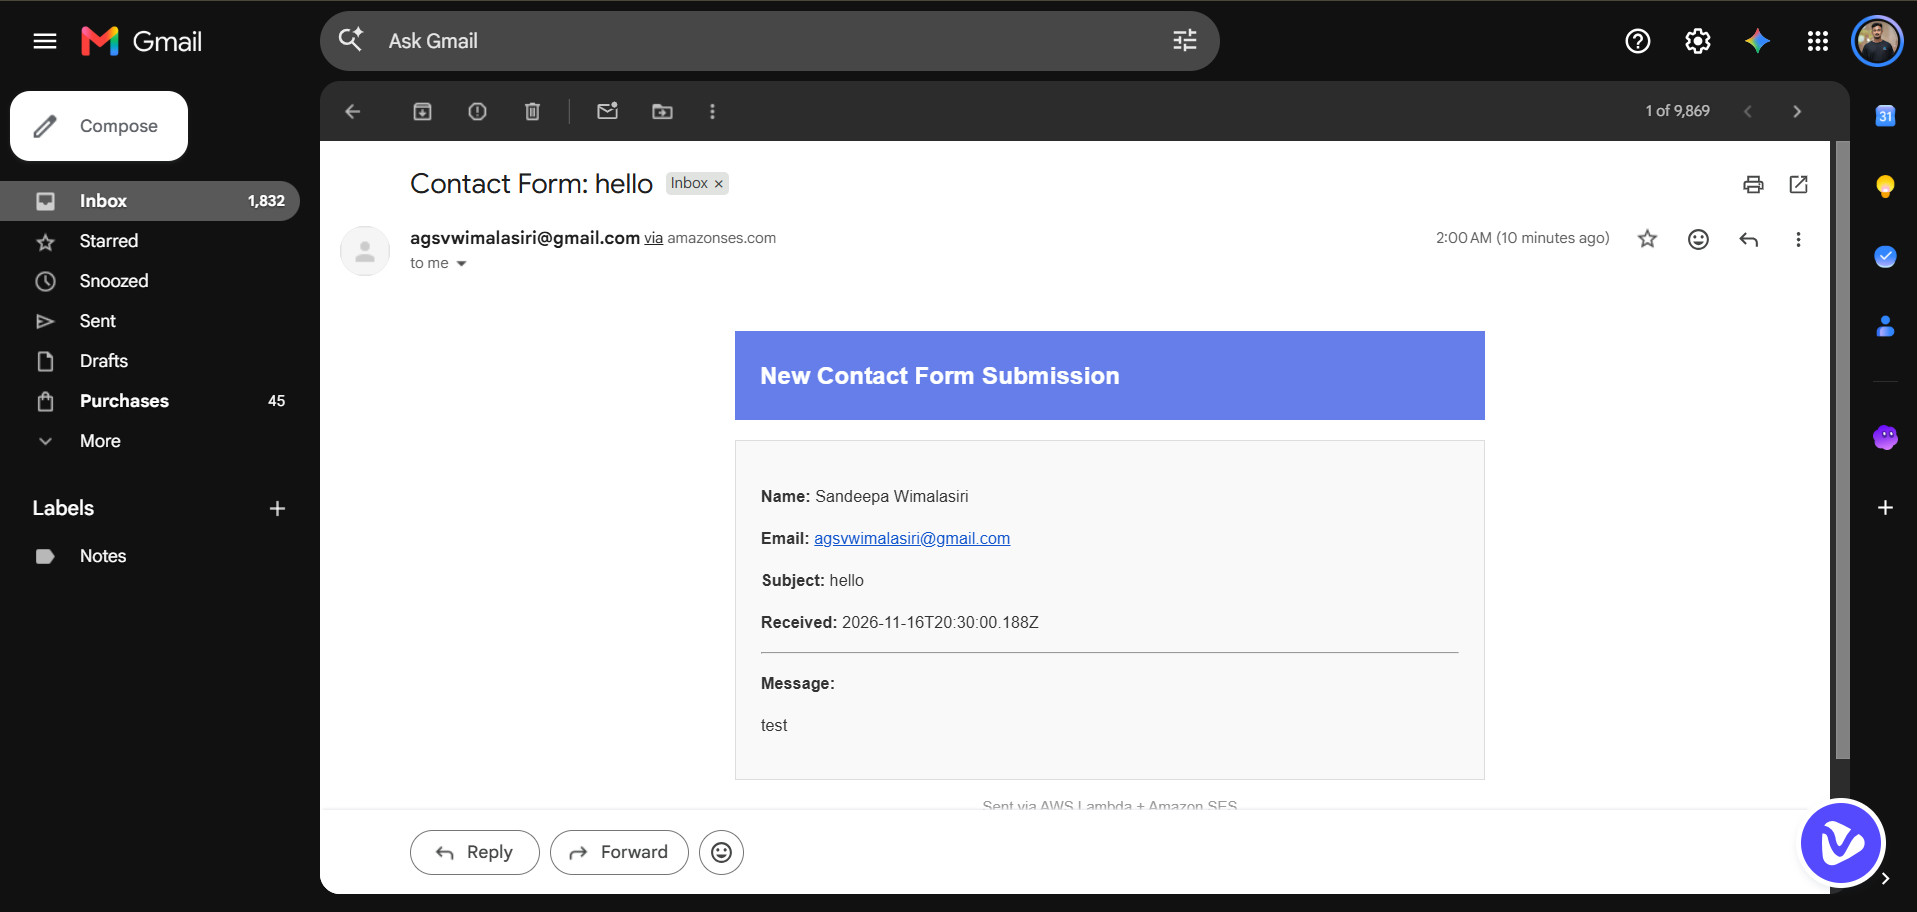 Gmail
Ask Gmail
Compose
1 of 9,869
31
Inbox 1,832
Starred
Snoozed
Sent
Drafts
Purchases 45
More
Labels
Notes
Contact Form: hello Inbox ×
agsvwimalasiri@gmail.com via amazonses.com
2:00 AM (10 minutes ago)
to me
New Contact Form Submission
Name: Sandeepa Wimalasiri
Email: agsvwimalasiri@gmail.com
Subject: hello
Received: 2026-11-16T20:30:00.188Z
Message:
test
Sent via AWS Lambda + Amazon SES
Reply
Forward